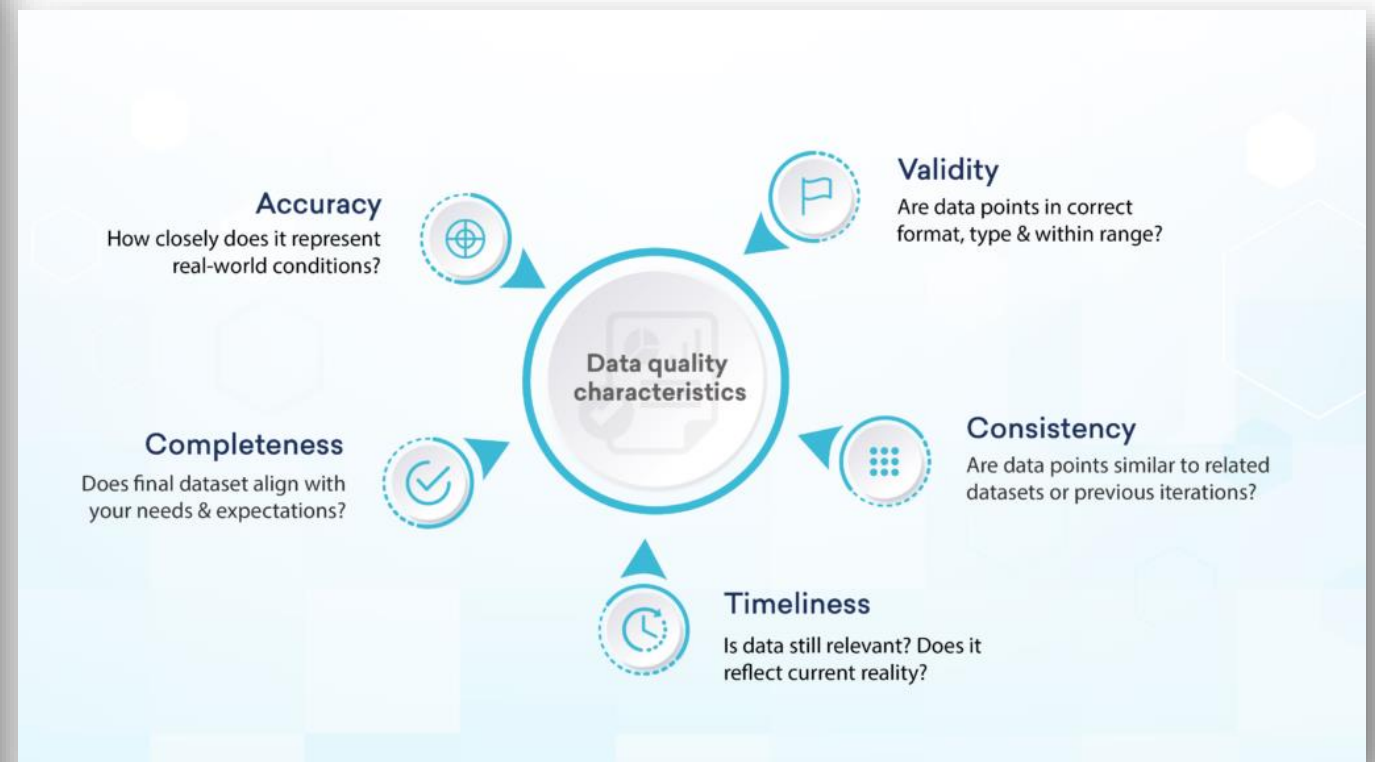 Accuracy
How closely does it represent
real-world conditions?
Validity
Are data points in correct
format, type & within range?
Data quality
characteristics
Completeness
Does final dataset align with
your needs & expectations?
Consistency
Are data points similar to related
datasets or previous iterations?
Timeliness
Is data still relevant? Does it
reflect current reality?